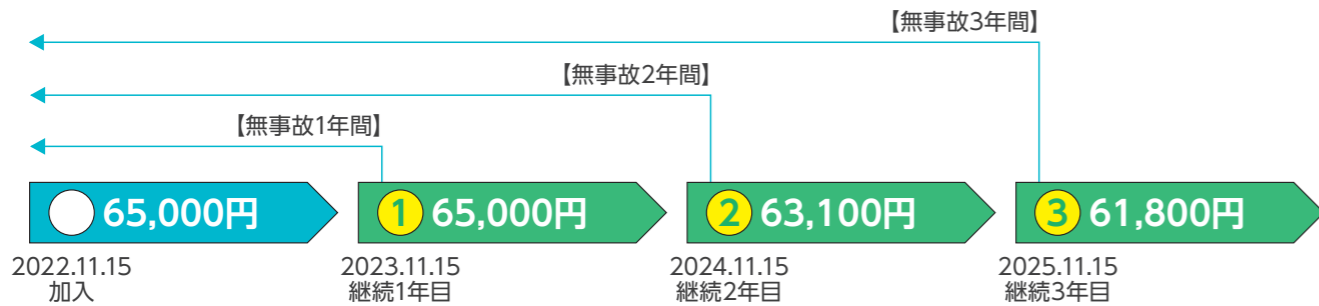 【無事故3年間】
【無事故2年間】
【無事故1年間】
65,000円
1 65,000円
2 63,100円
3 61,800円
2022.11.15
加入
2023.11.15
継続1年目
2024.11.15
継続2年目
2025.11.15
継続3年目